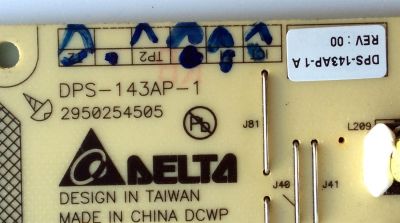 TP2
DPS-143AP-1 A
REV : 00
DPS-143AP-1
2950254505
Pb
J81
L209
DELTA
DESIGN IN TAIWAN
J40
J41
MADE IN CHINA DCWP